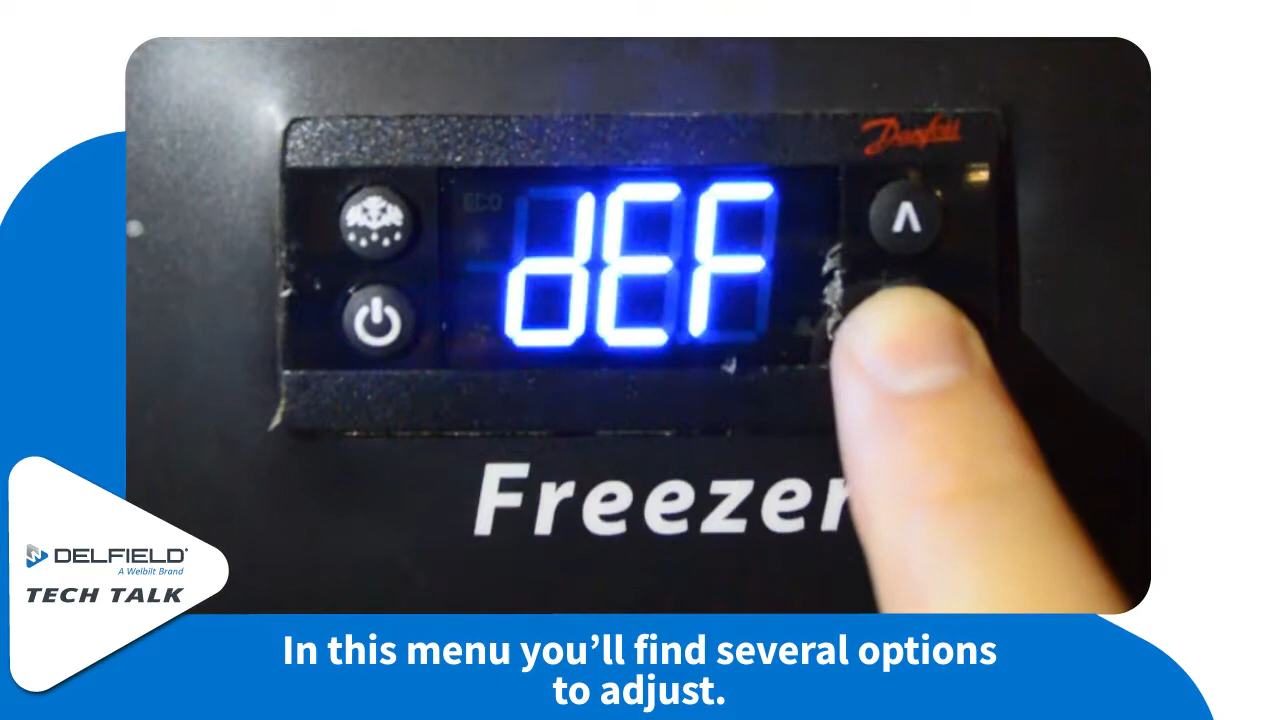 Danfoss
ECO
dEF
Freezer
DELFIELD®
A Welbilt Brand
TECH TALK
In this menu you’ll find several options
to adjust.